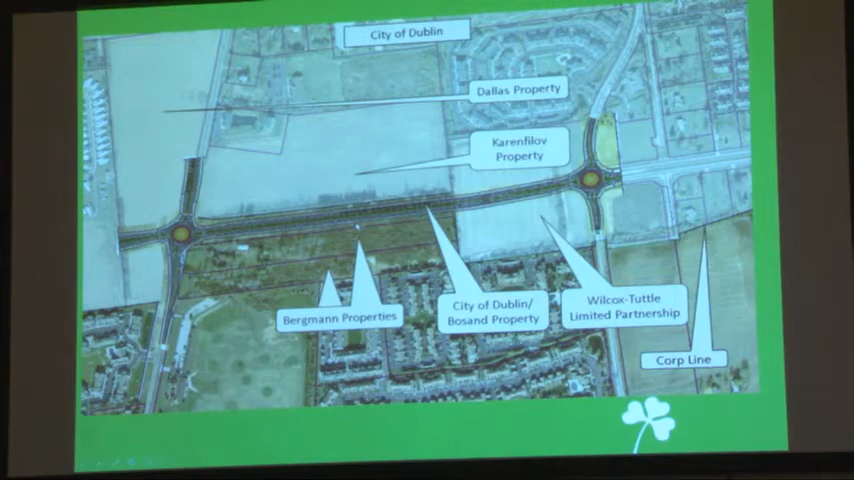 City of Dublin
Dallas Property
Karenfilov
Property
Bergmann Properties
City of Dublin/
Bosand Property
Wilcox-Tuttle
Limited Partnership
Corp Line